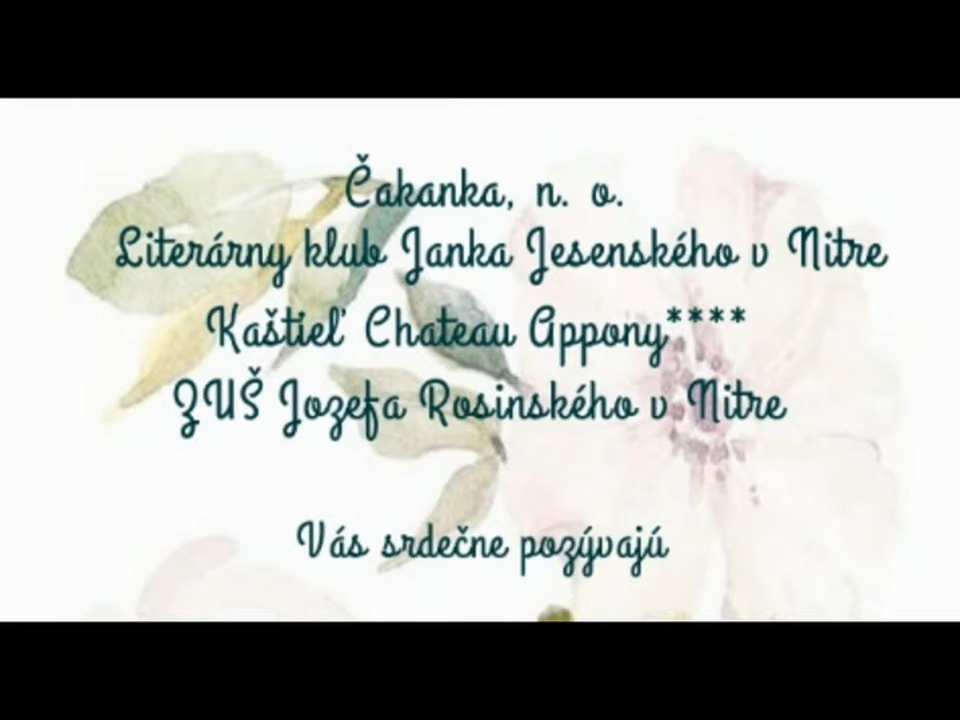 Čakanka, n. o.
Literárny klub Janka Jesenského v Nitre
Kaštieľ Chateau Appony****
ZUŠ Jozefa Rosinského v Nitre
Vás srdečne pozývajú